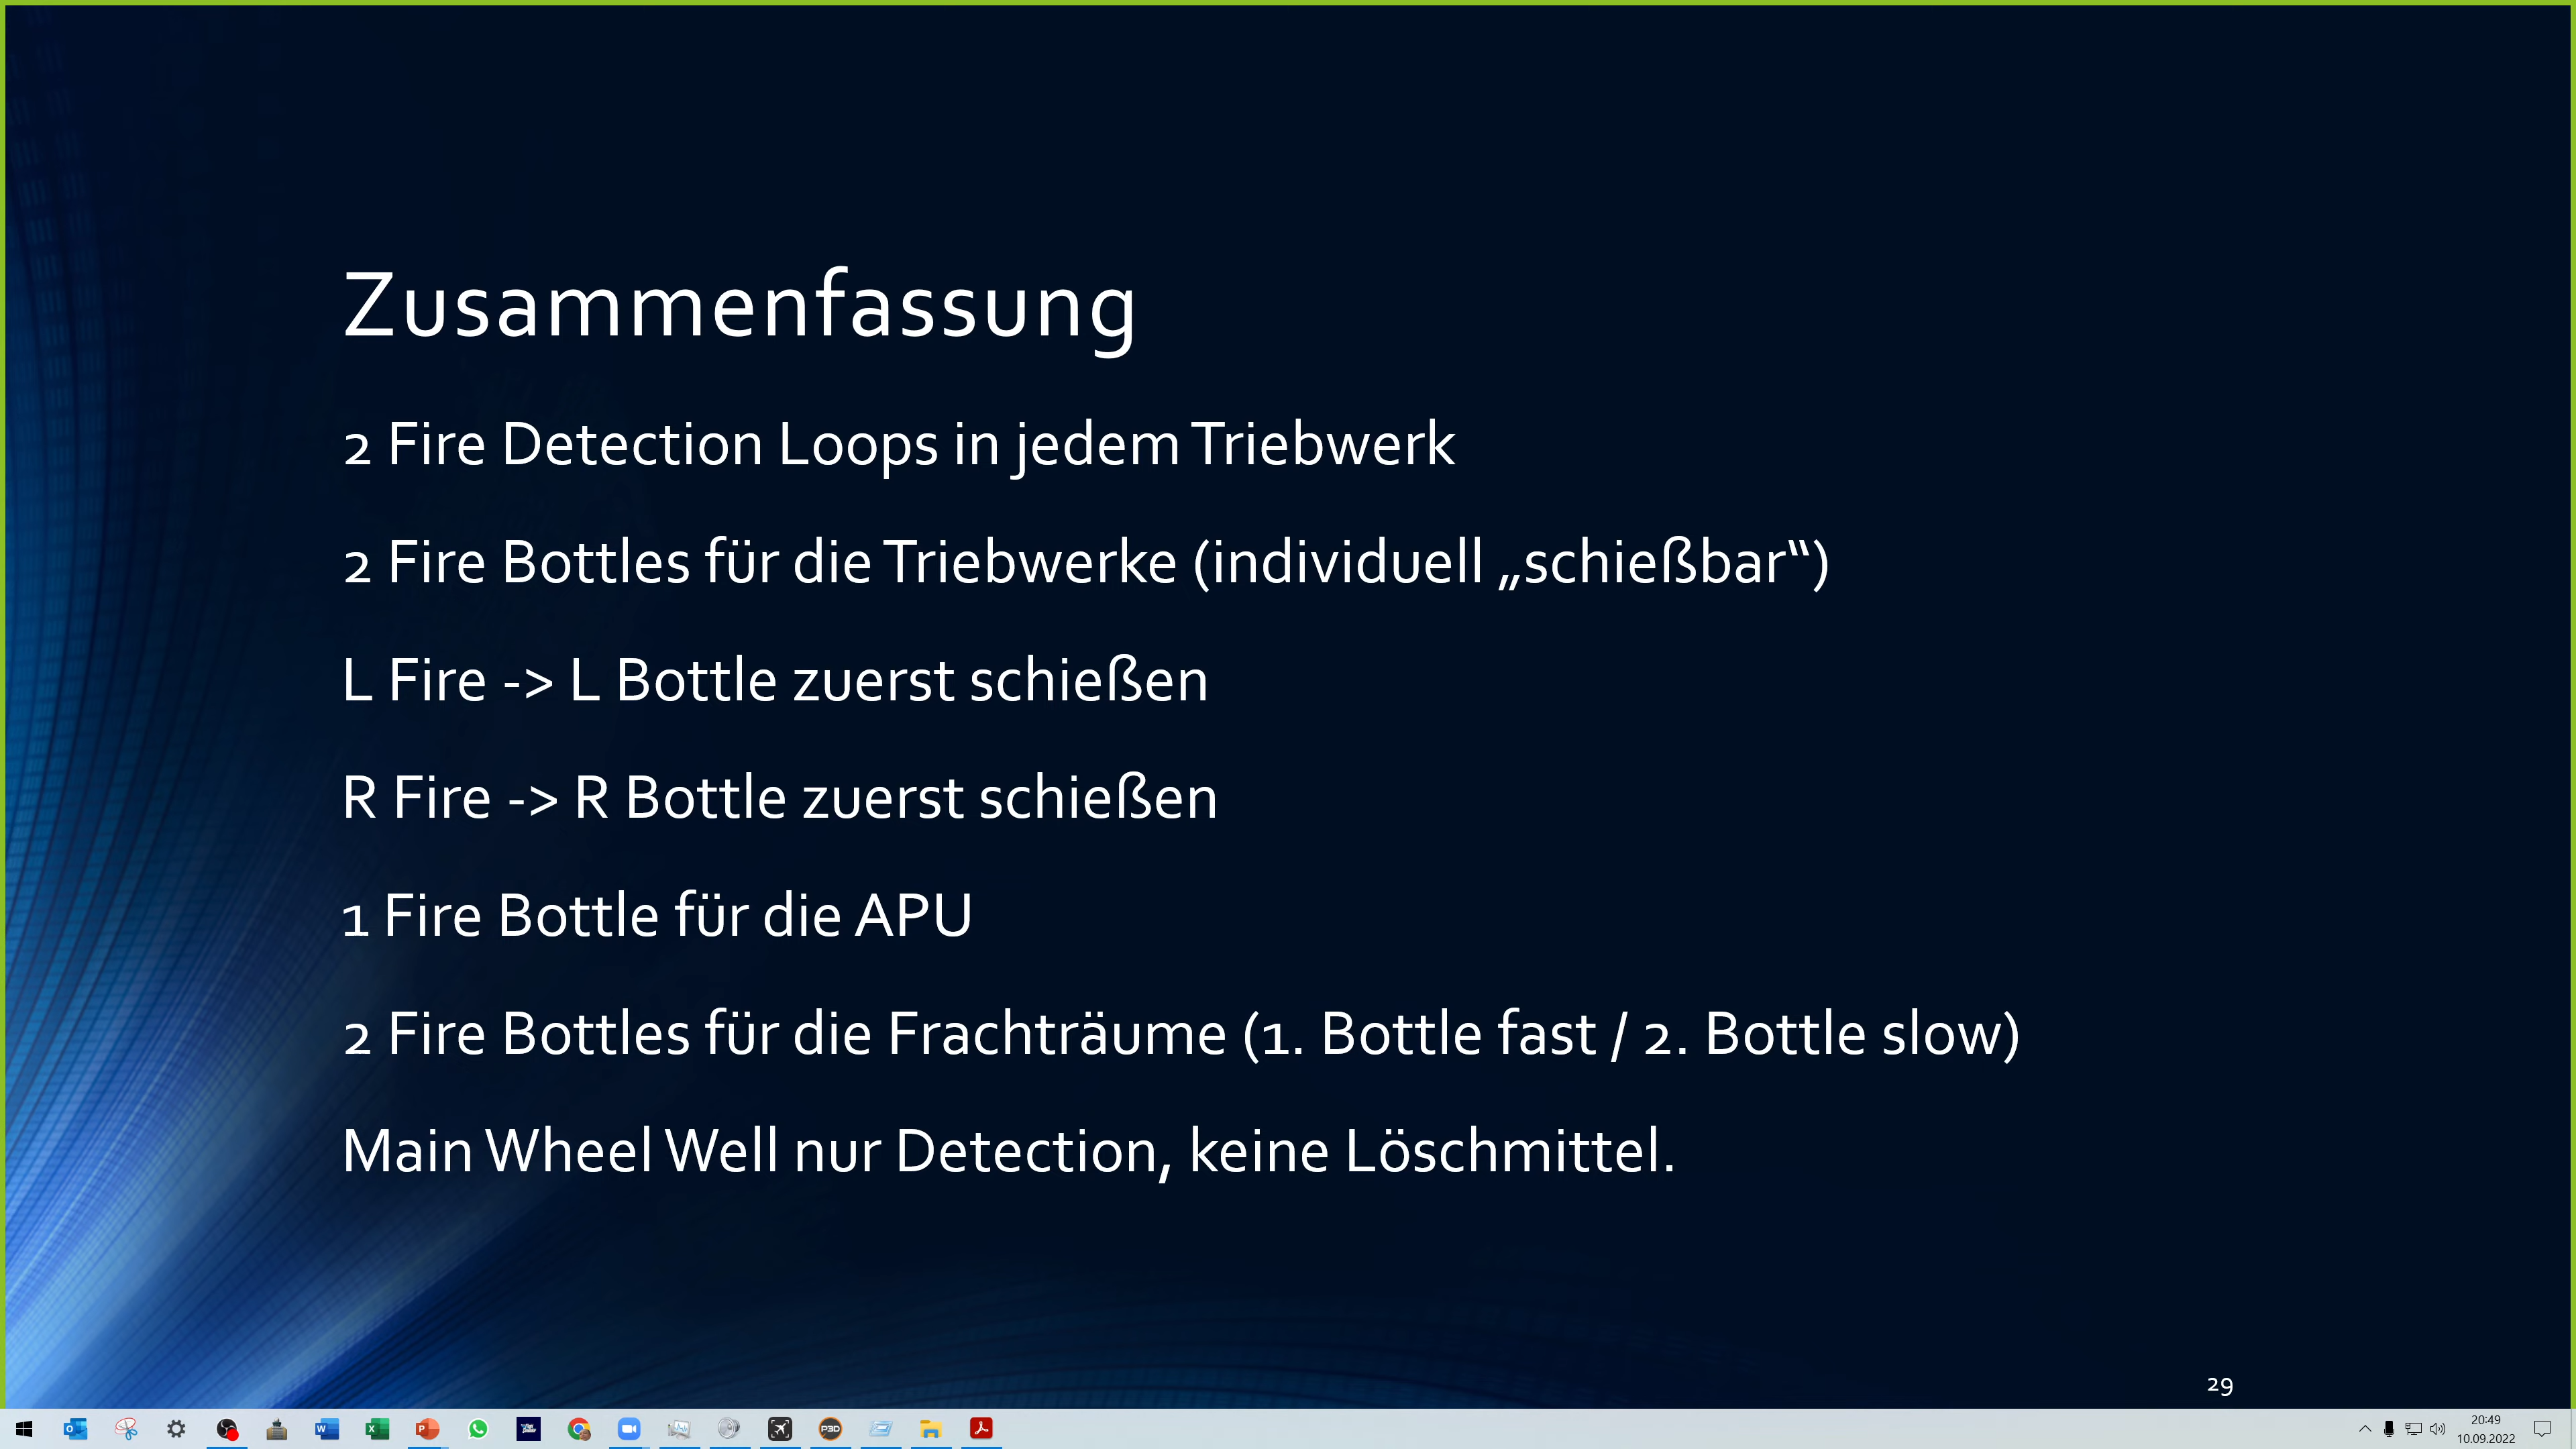 Zusammenfassung
2 Fire Detection Loops in jedem Triebwerk
2 Fire Bottles für die Triebwerke (individuell „schießbar“)
L Fire -> L Bottle zuerst schießen
R Fire -> R Bottle zuerst schießen
1 Fire Bottle für die APU
2 Fire Bottles für die Frachträume (1. Bottle fast / 2. Bottle slow)
Main Wheel Well nur Detection, keine Löschmittel.
29
P3D
20:49
10.09.2022